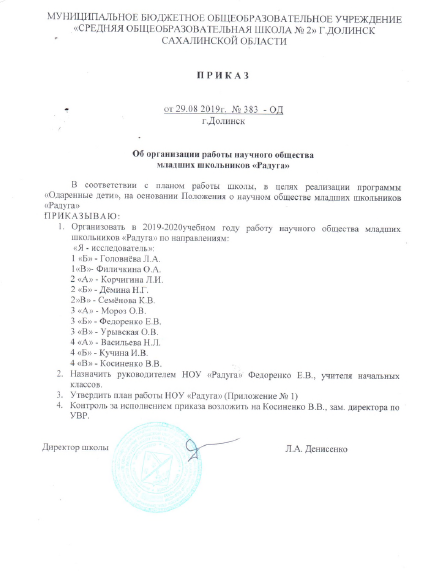 МУНИЦИПАЛЬНОЕ БЮДЖЕТНОЕ ОБЩЕОБРАЗОВАТЕЛЬНОЕ УЧРЕЖДЕНИЕ
«СРЕДНЯЯ ОБЩЕОБРАЗОВАТЕЛЬНАЯ ШКОЛА № 2» Г.ДОЛИНСК
САХАЛИНСКОЙ ОБЛАСТИ
П Р И К А З
от 29.08 2019г. № 383 - ОД
г.Долинск
Об организации работы научного общества
младших школьников «Радуга»
В соответствии с планом работы школы, в целях реализации программы
«Одаренные дети», на основании Положения о научном обществе младших школьников
«Радуга»
ПРИКАЗЫВАЮ:
1. Организовать в 2019-2020учебном году работу научного общества младших
школьников «Радуга» по направлениям:
«Я - исследователь»:
1 «Б» - Головнёва Л.А.
1«В»- Филичкина О.А.
2 «А» - Корчигина Л.И.
2 «Б» - Дёмина Н.Г.
2»В» - Семёнова К.В.
3 «А» - Мороз О.В.
3 «Б» - Федоренко Е.В.
3 «В» - Урывская О.В.
4 «А» - Васильева Н.Л.
4 «Б» - Кучина И.В.
4 «В» - Косиненко В.В.
2. Назначить руководителем НОУ «Радуга» Федоренко Е.В., учителя начальных
классов.
3. Утвердить план работы НОУ «Радуга» (Приложение № 1)
4. Контроль за исполнением приказа возложить на Косиненко В.В., зам. директора по
УВР.
Директор школы Л.А. Денисенко